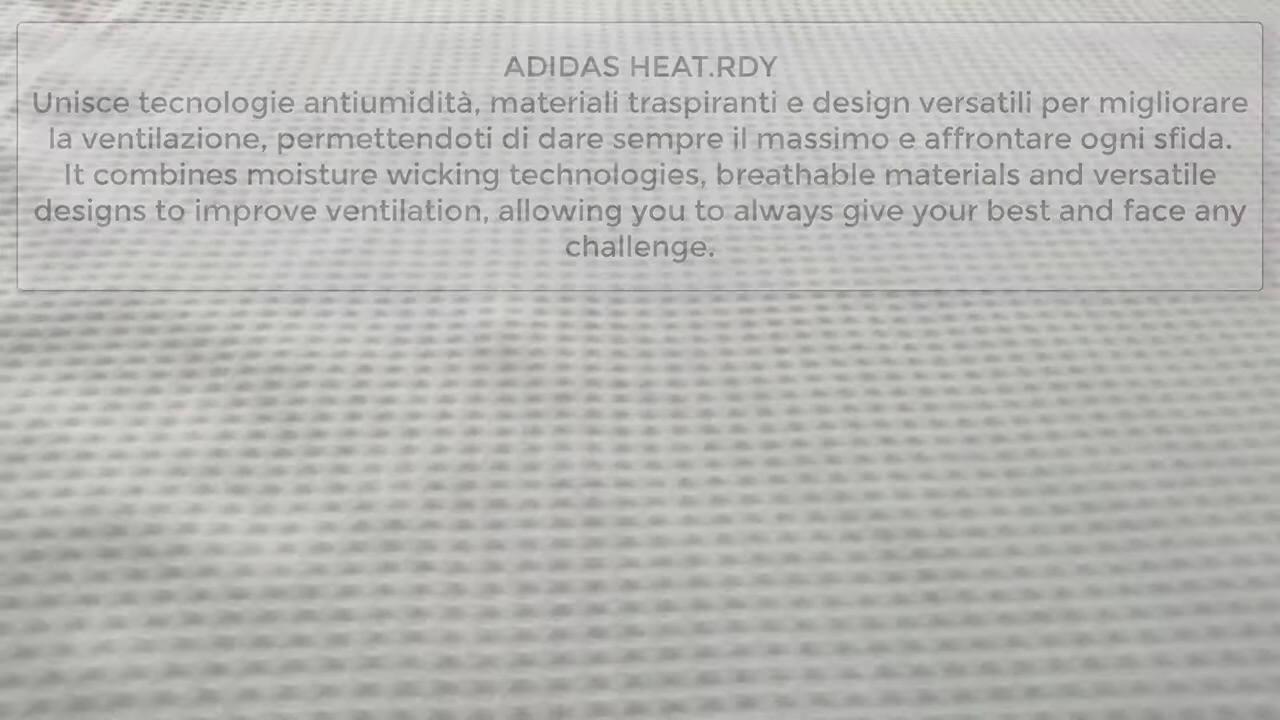 ADIDAS HEAT.RDY
Unisce tecnologie antiumidità, materiali traspiranti e design versatili per migliorare
la ventilazione, permettendoti di dare sempre il massimo e affrontare ogni sfida.
It combines moisture wicking technologies, breathable materials and versatile
designs to improve ventilation, allowing you to always give your best and face any
challenge.